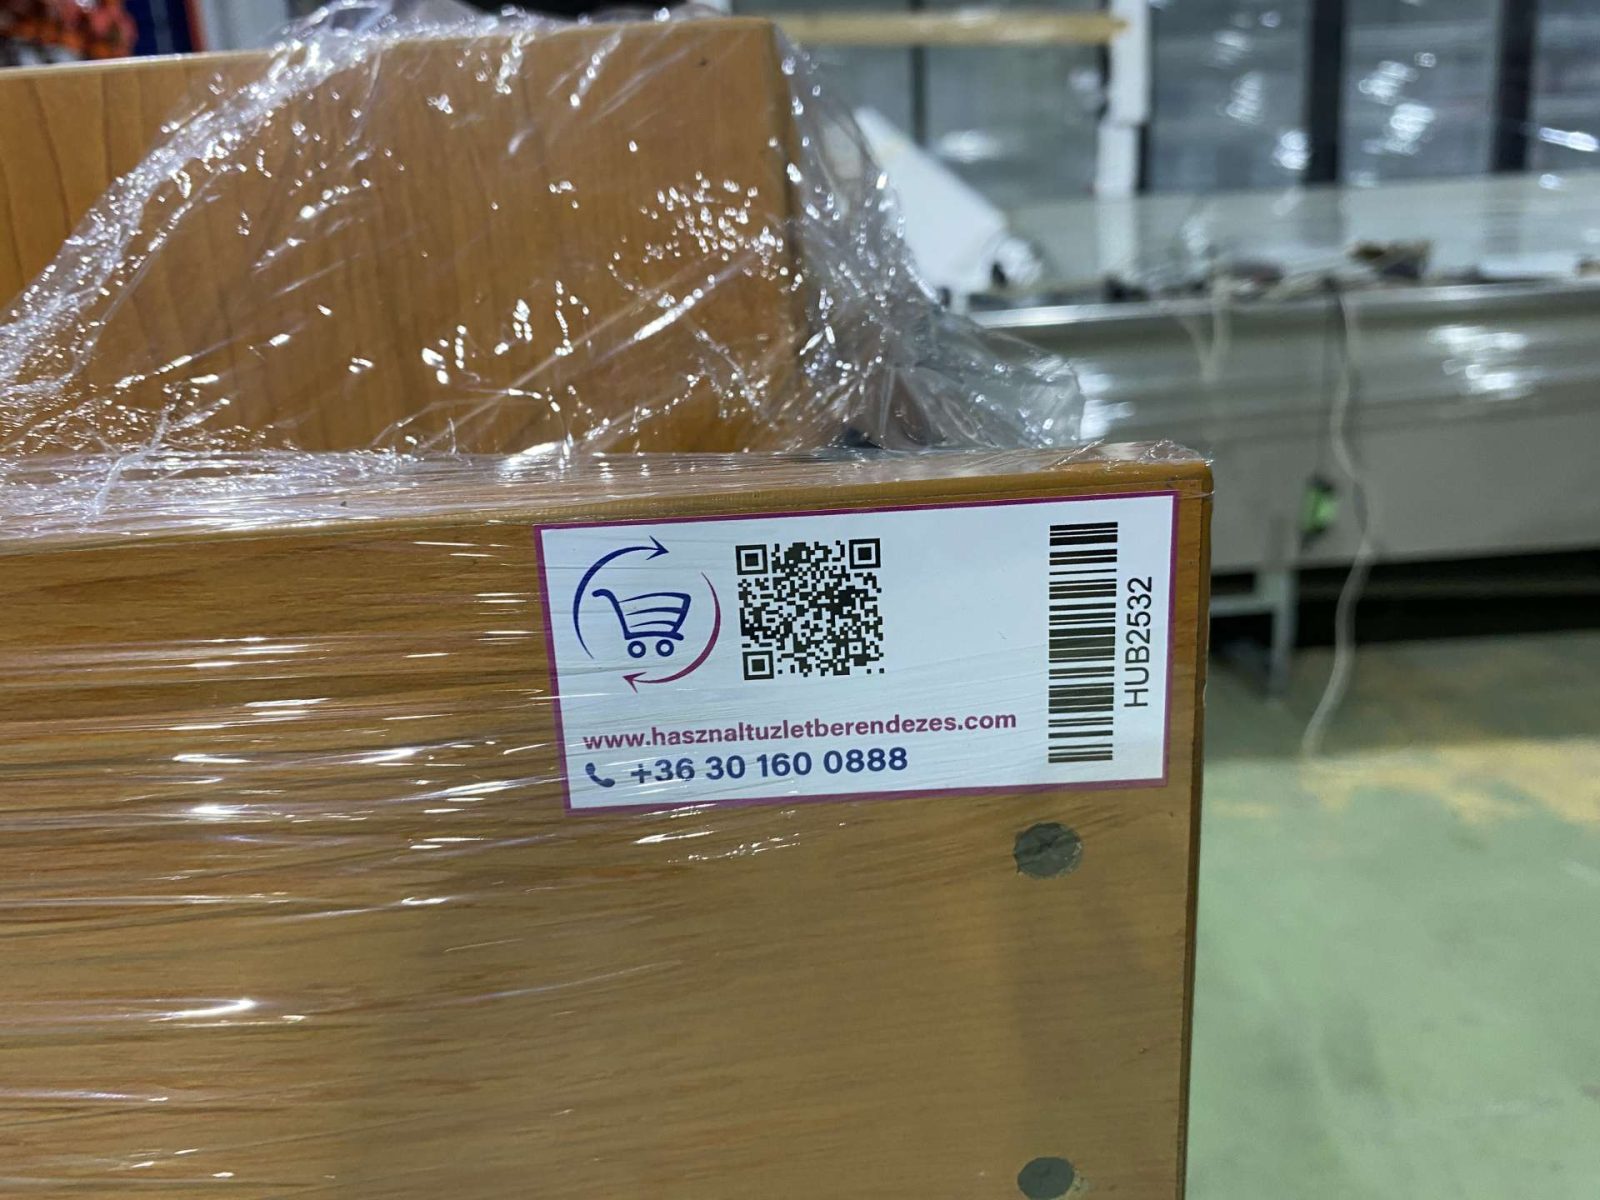 www.hasznaltuzletberendezes.com
+36 30 160 0888
HUB2532